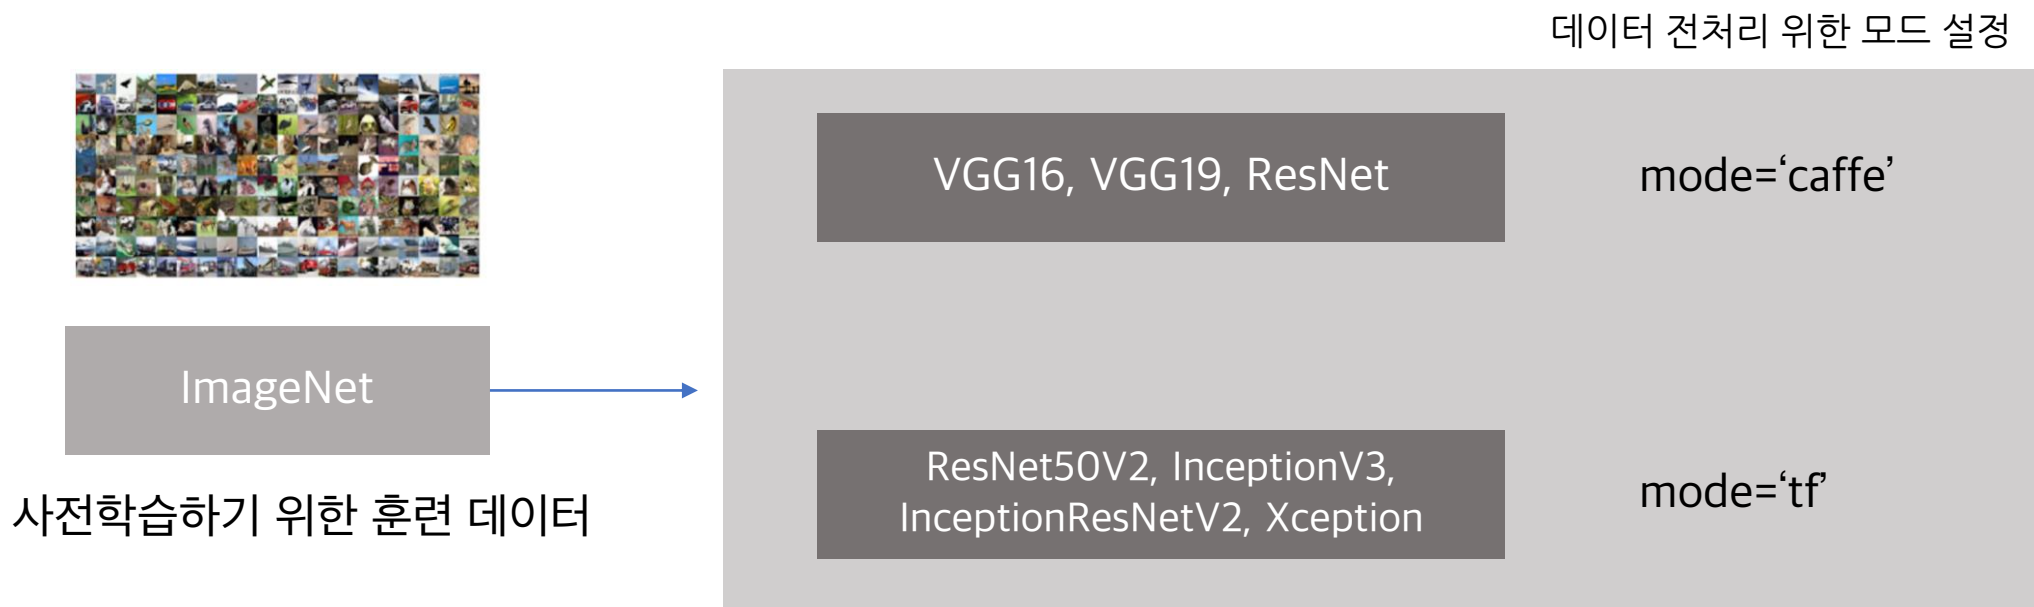 데이터 전처리 위한 모드 설정
VGG16, VGG19, ResNet
mode=‘caffe’
ImageNet
사전학습하기 위한 훈련 데이터
ResNet50V2, InceptionV3,
InceptionResNetV2, Xception
mode=‘tf’